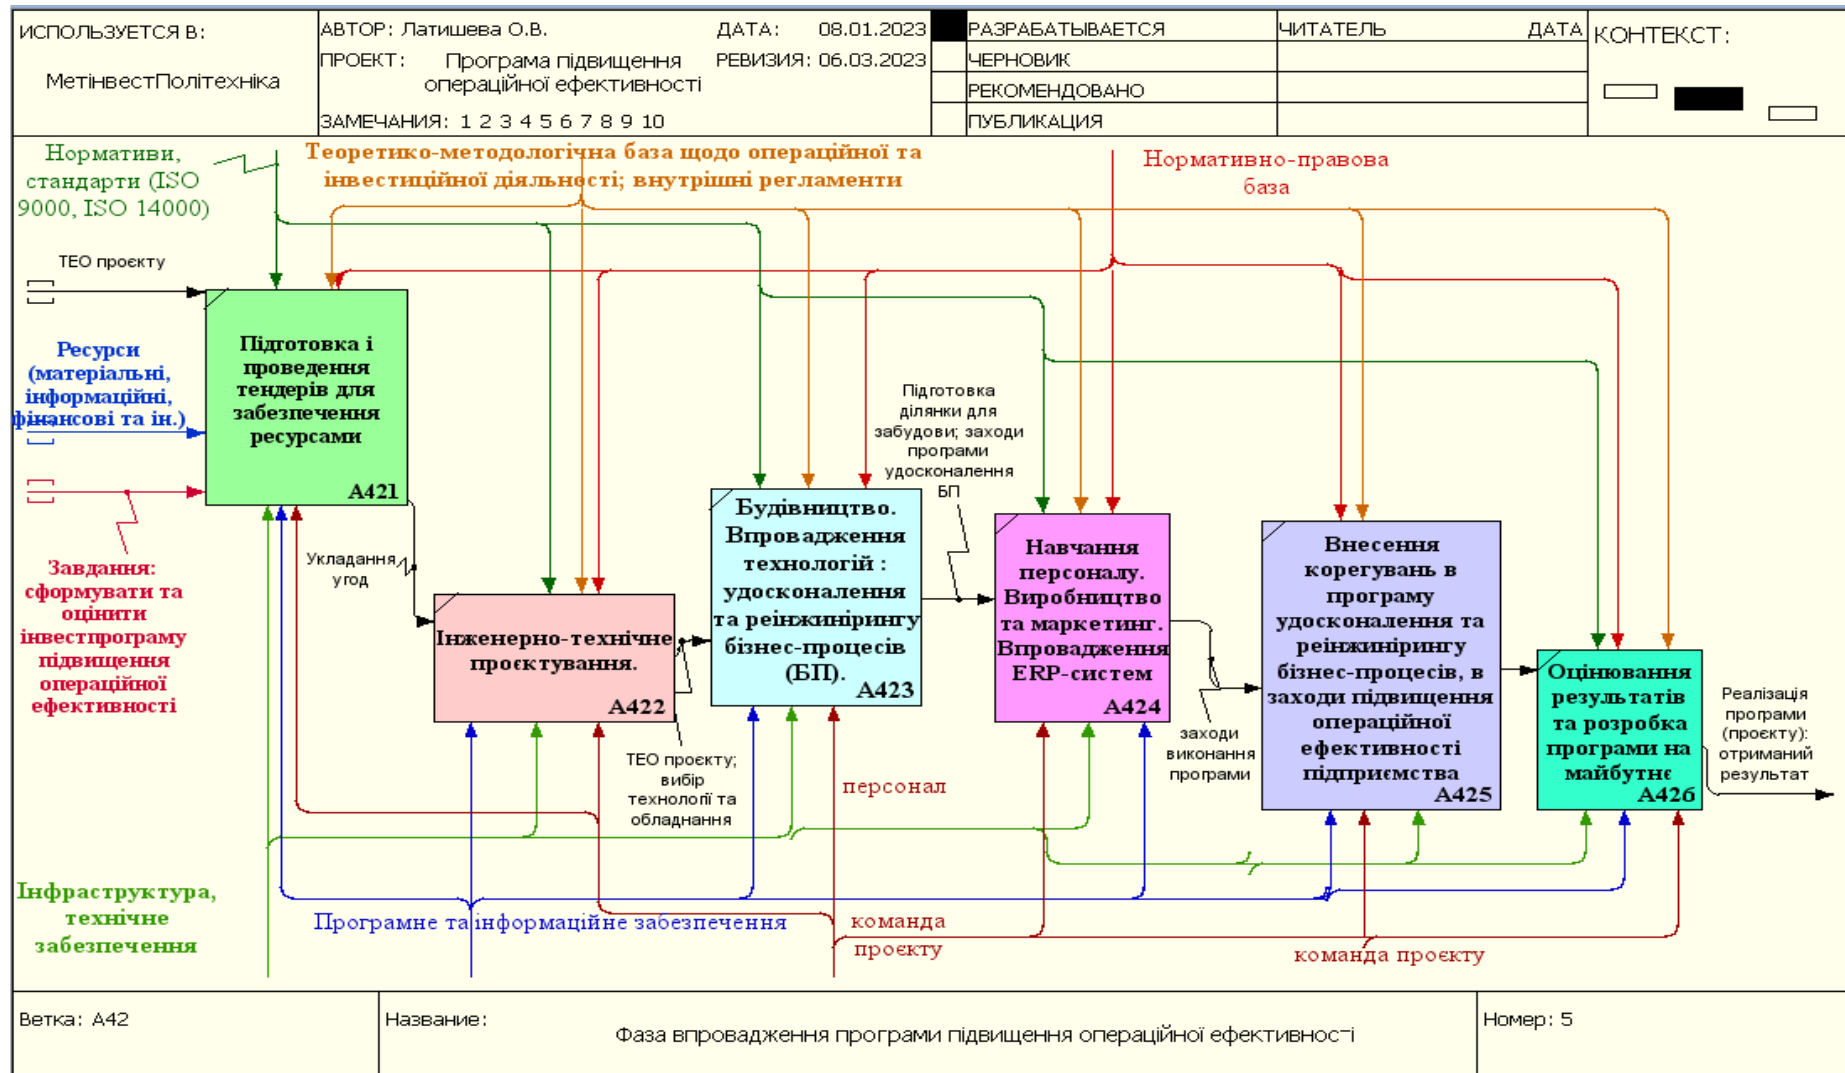 ИСПОЛЬЗУЕТСЯ В:
МетінвестПолітехніка
АВТОР: Латишева О.В.
ДАТА: 08.01.2023
ПРОЕКТ: Програма підвищення
операційної ефективності
РЕВИЗИЯ: 06.03.2023
ЗАМЕЧАНИЯ: 1 2 3 4 5 6 7 8 9 10
РАЗРАБАТЫВАЕТСЯ
ЧЕРНОВИК
РЕКОМЕНДОВАНО
ПУБЛИКАЦИЯ
ЧИТАТЕЛЬ ДАТА
КОНТЕКСТ:
Нормативи,
стандарти (ISO
9000, ISO 14000)
Теоретико-методологічна база щодо операційної та
інвестиційної діяльності; внутрішні регламенти
Нормативно-правова
база
ТЕО проєкту
Ресурси
(матеріальні,
інформаційні,
фінансові та ін.)
Завдання:
сформувати та
оцінити
інвестпрограму
підвищення
операційної
ефективності
Підготовка і
проведення
тендерів для
забезпечення
ресурсами
A421
Укладання
угод
Інженерно-технічне
проєктування.
A422
ТЕО проєкту;
вибір
технології та
обладнання
Будівництво.
Впровадження
технологій :
удосконалення
та реінжинірингу
бізнес-процесів
(БП).
A423
Підготовка
ділянки для
забудови; заходи
програми
удосконалення
БП
Навчання
персоналу.
Виробництво
та маркетинг.
Впровадження
ERP-систем
A424
заходи
виконання
програми
Внесення
корегувань в
програму
удосконалення та
реінжинірингу
бізнес-процесів, в
заходи підвищення
операційної
ефективності
підприємства
A425
Оцінювання
результатів
та розробка
програми на
майбутнє
A426
Реалізація
програми
(проєкту):
отриманий
результат
персонал
Інфраструктура,
технічне
забезпечення
Програмне та інформаційне забезпечення
команда
проєкту
команда проєкту
Ветка: A42
Название:
Фаза впровадження програми підвищення операційної ефективності
Номер: 5